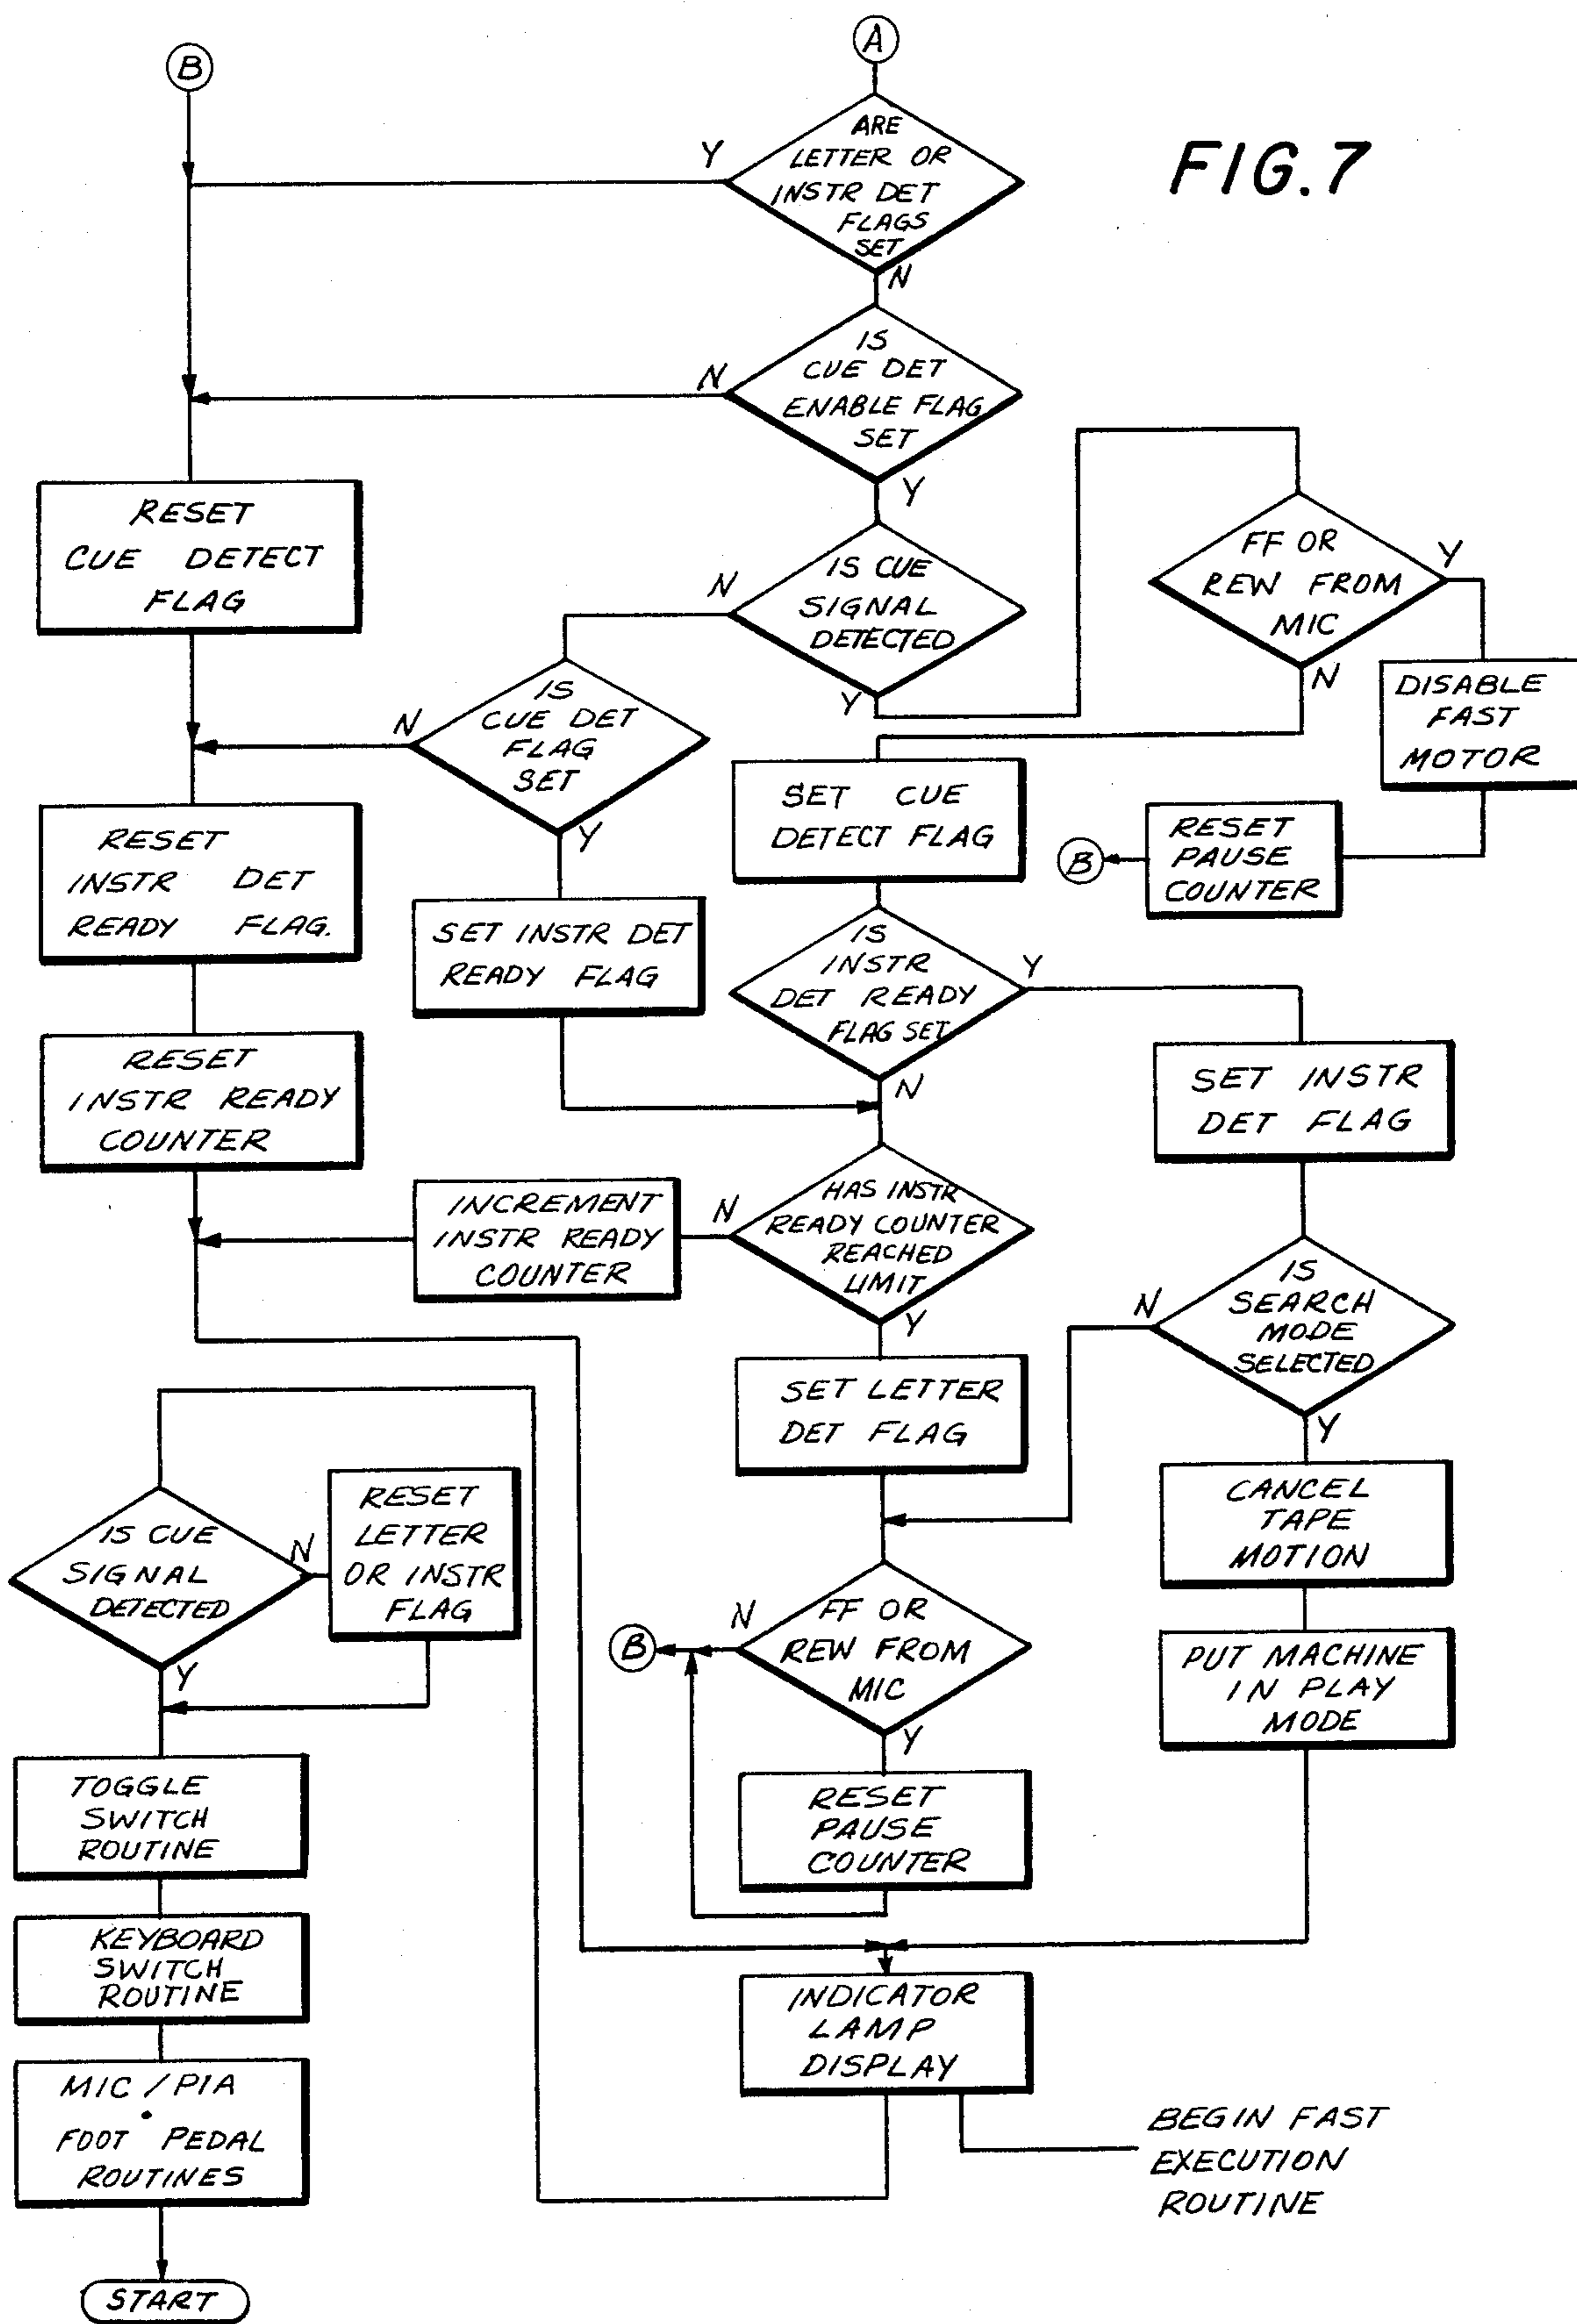 B
A
FIG.7
ARE
LETTER OR
INSTR DET
FLAGS
SET
Y
N
IS
CUE DET
ENABLE FLAG
SET
N
Y
RESET
CUE DETECT
FLAG
IS CUE
SIGNAL
DETECTED
N
Y
FF OR
REW FROM
MIC
Y
N
DISABLE
FAST
MOTOR
IS
CUE DET
FLAG
SET
N
Y
SET CUE
DETECT FLAG
RESET
PAUSE
COUNTER
B
RESET
INSTR DET
READY FLAG.
SET INSTR DET
READY FLAG
IS
INSTR
DET READY
FLAG SET
Y
N
RESET
INSTR READY
COUNTER
SET INSTR
DET FLAG
INCREMENT
INSTR READY
COUNTER
HAS INSTR
READY COUNTER
REACHED
LIMIT
N
Y
IS
SEARCH
MODE
SELECTED
N
Y
SET LETTER
DET FLAG
IS CUE
SIGNAL
DETECTED
N
Y
RESET
LETTER
OR INSTR
FLAG
CANCEL
TAPE
MOTION
B
FF OR
REW FROM
MIC
N
Y
PUT MACHINE
IN PLAY
MODE
TOGGLE
SWITCH
ROUTINE
RESET
PAUSE
COUNTER
KEYBOARD
SWITCH
ROUTINE
INDICATOR
LAMP
DISPLAY
MIC / PIA
FOOT PEDAL
ROUTINES
BEGIN FAST
EXECUTION
ROUTINE
START